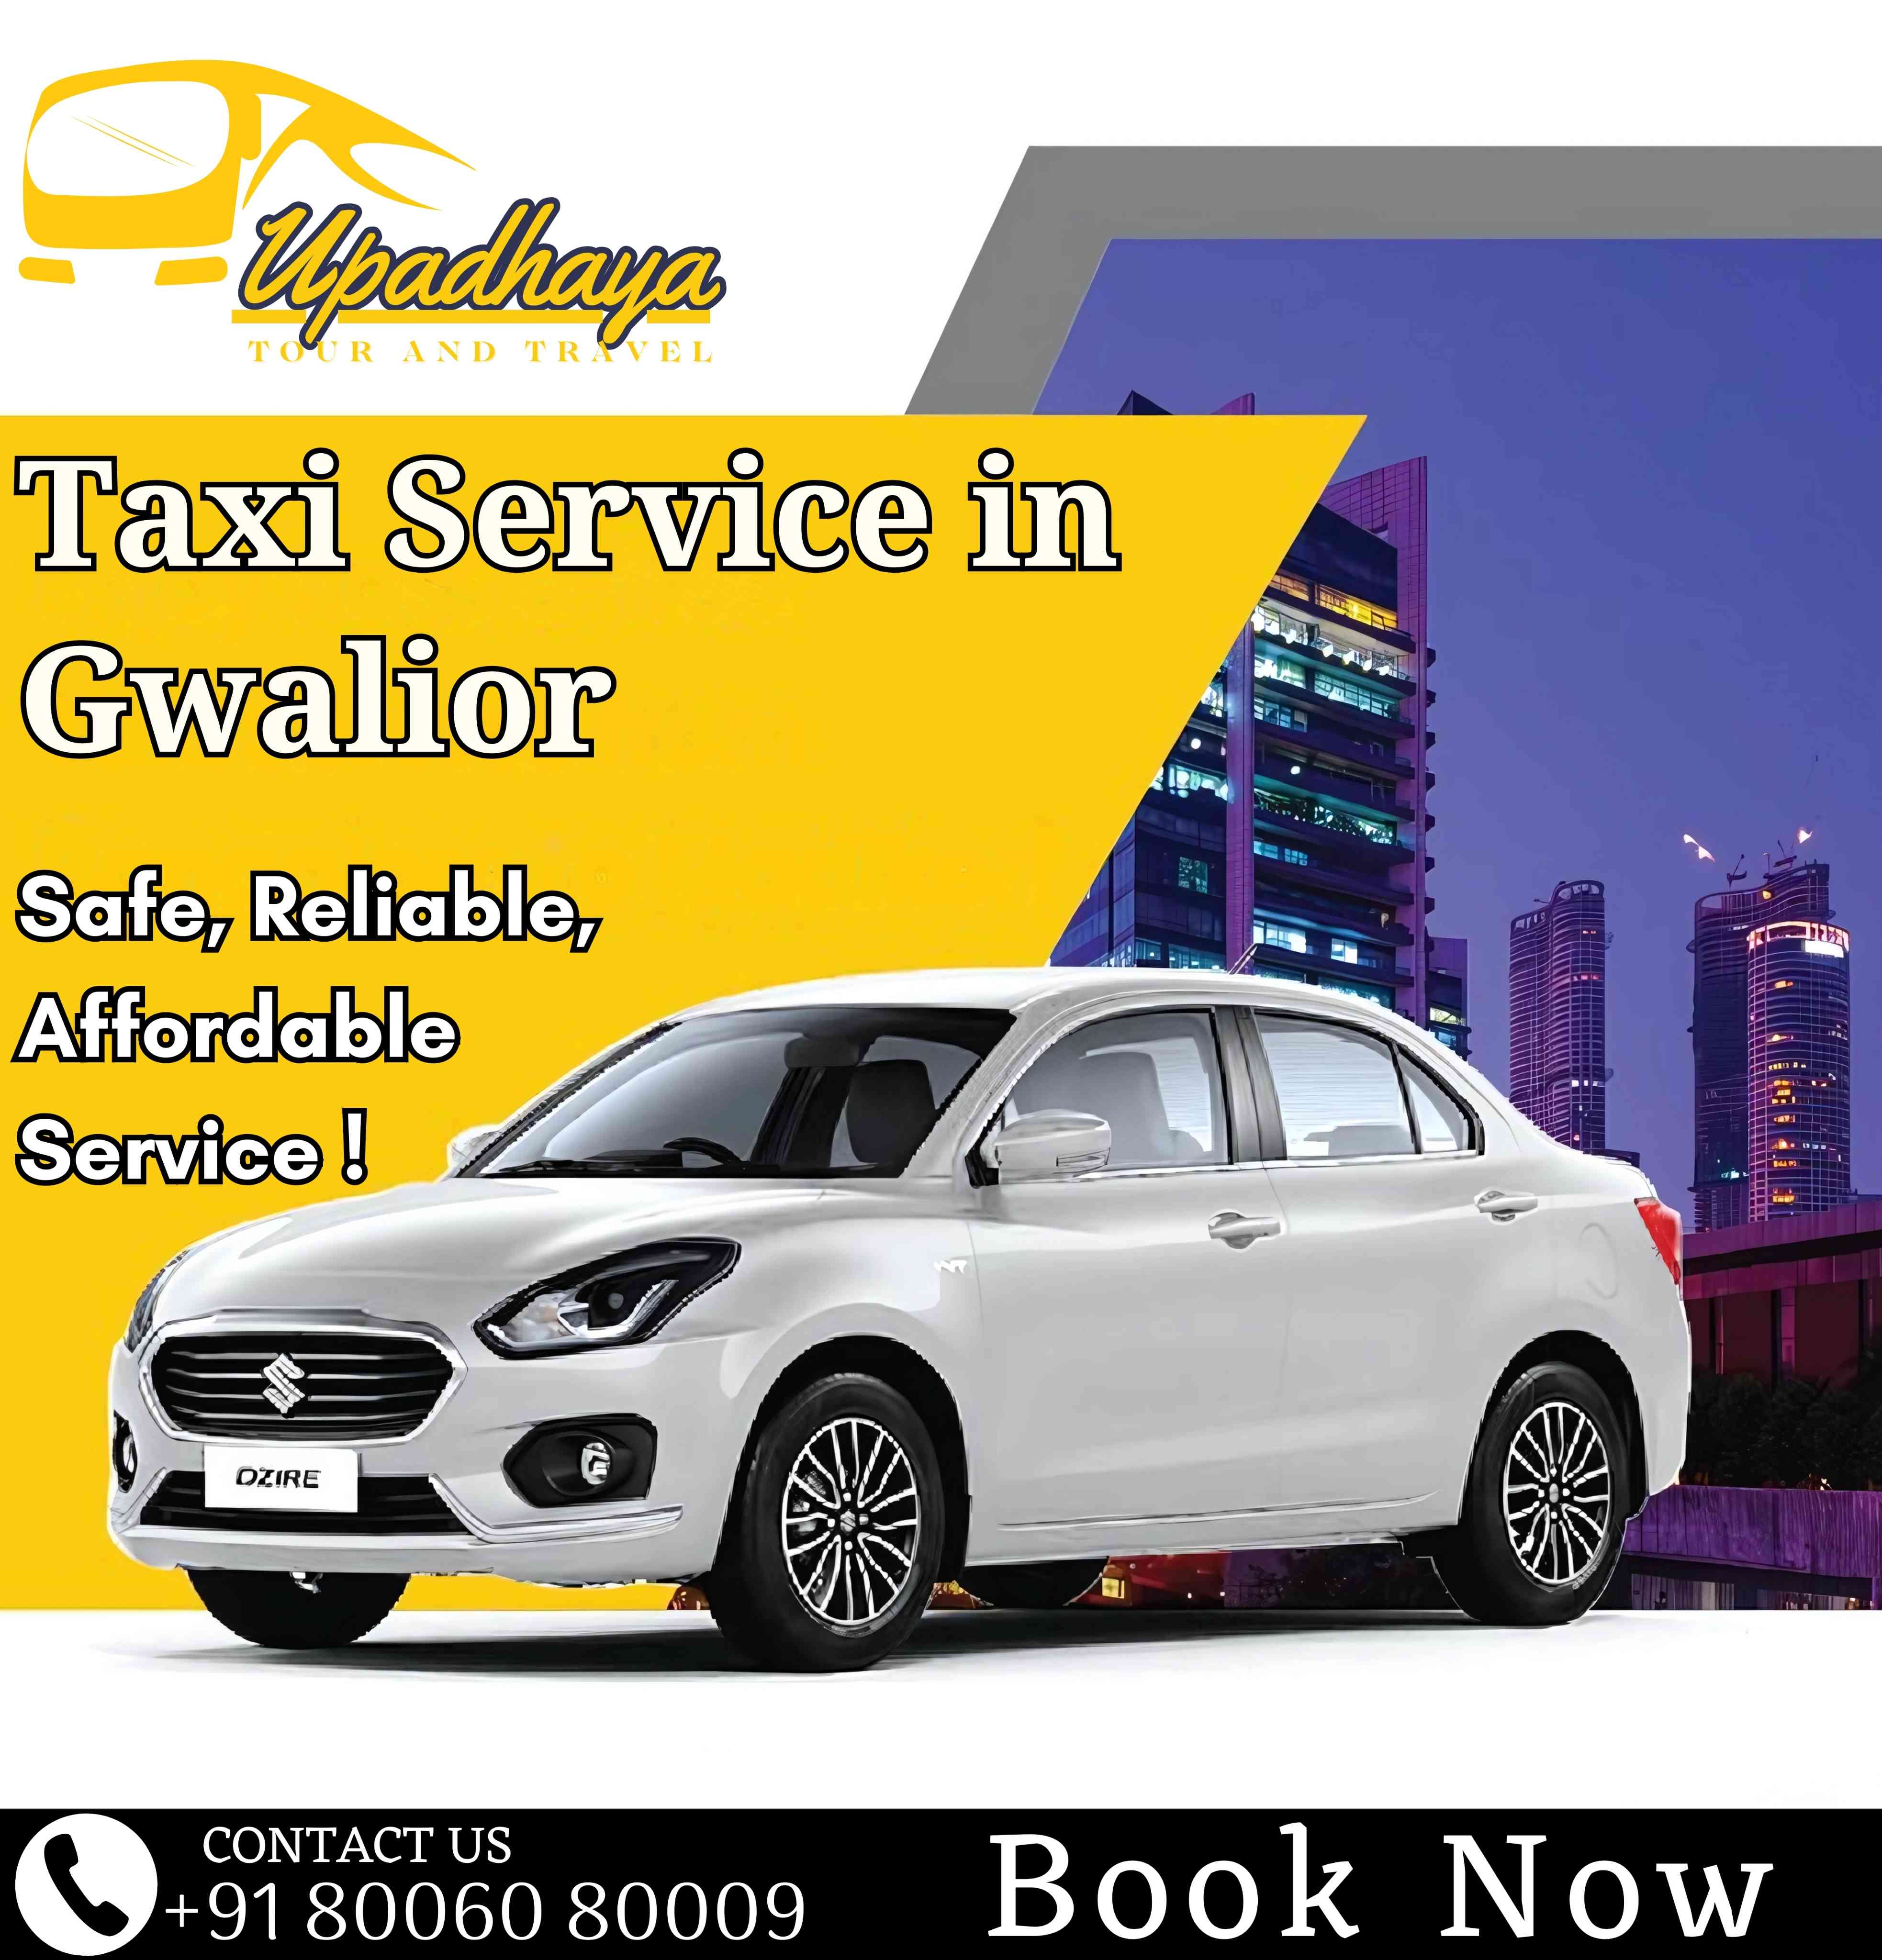 Upadhaya
TOUR AND TRAVEL
Taxi Service in
Gwalior
Safe, Reliable,
Affordable
Service !
DZIRE
CONTACT US
+91 80060 80009
Book Now